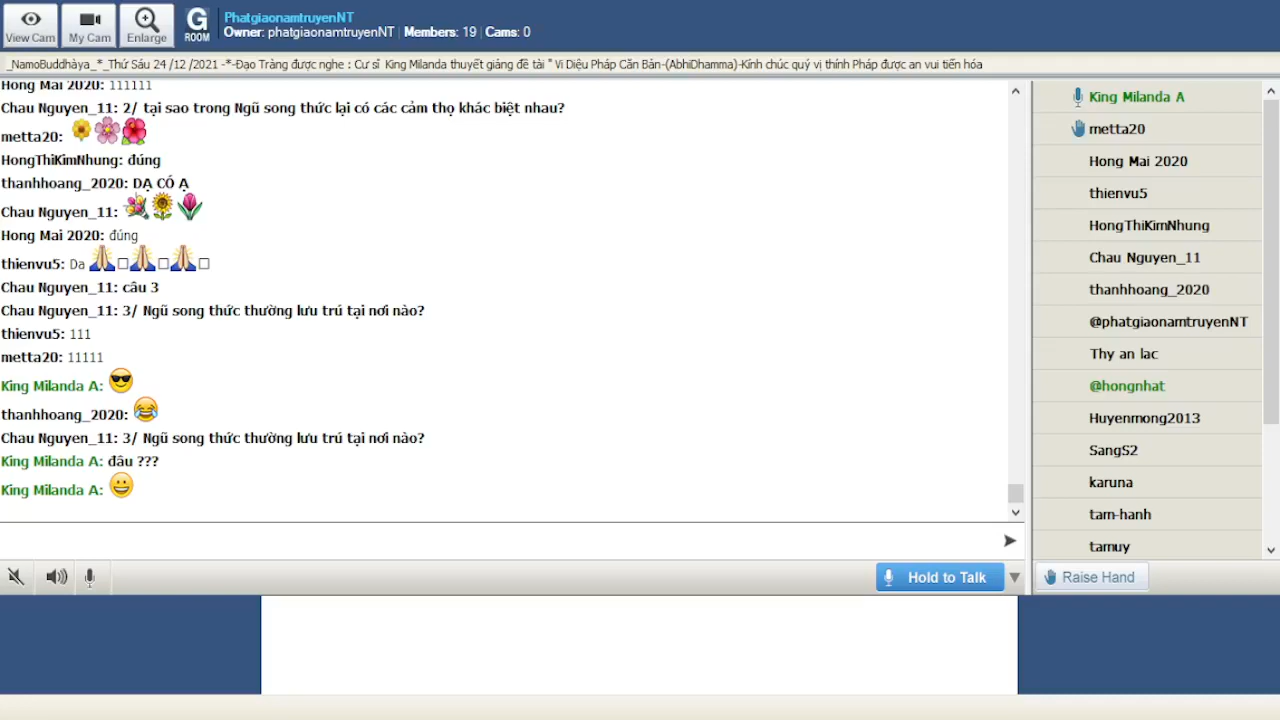 View Cam
My Cam
Enlarge
G
ROOM
PhatgiaonamtruyenNT
Owner: phatgiaonamtruyenNT | Members: 19 | Cams: 0
_NamoBuddhàya_*_Thứ Sáu 24 /12 /2021 -*-Đạo Tràng được nghe : Cư sĩ King Milanda thuyết giảng đề tài " Vi Diệu Pháp Căn Bản-(AbhiDhamma)-Kính chúc quý vị thính Pháp được an vui tiến hóa
Hong Mai 2020: 111111
Chau Nguyen_11: 2/ tại sao trong Ngũ song thức lại có các cảm thọ khác biệt nhau?
metta20:
HongThiKimNhung: đúng
thanhhoang_2020: DẠ CÓ Ạ
Chau Nguyen_11:
Hong Mai 2020: đúng
thienvu5: Da
Chau Nguyen_11: câu 3
Chau Nguyen_11: 3/ Ngũ song thức thường lưu trú tại nơi nào?
thienvu5: 111
metta20: 11111
King Milanda A:
thanhhoang_2020:
Chau Nguyen_11: 3/ Ngũ song thức thường lưu trú tại nơi nào?
King Milanda A: đâu ???
King Milanda A:
King Milanda A
metta20
Hong Mai 2020
thienvu5
HongThiKimNhung
Chau Nguyen_11
thanhhoang_2020
@phatgiaonamtruyenNT
Thy an lac
@hongnhat
Huyenmong2013
SangS2
karuna
tam-hanh
tamuy
Hold to Talk
Raise Hand